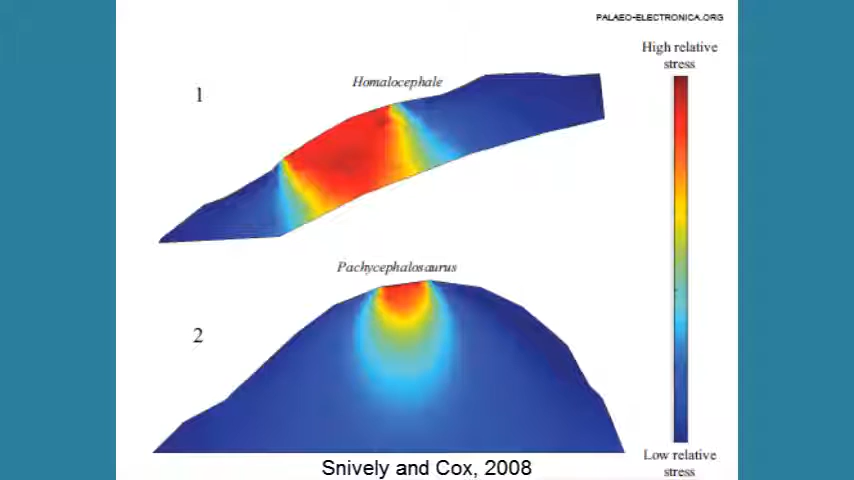 PALAEO-ELECTRONICA.ORG
High relative
stress
1
Homalocephale
Pachycephalosaurus
2
Low relative
stress
Snively and Cox, 2008